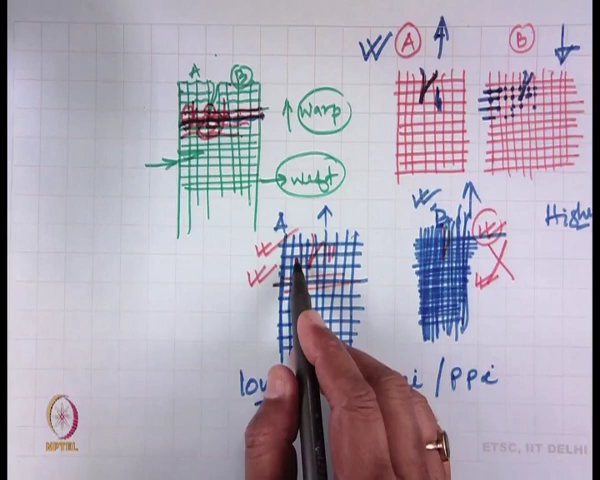 W A B
A B
warp
weft
A B
High
low
/ ppi
NPTEL
ETSC, IIT DELHI